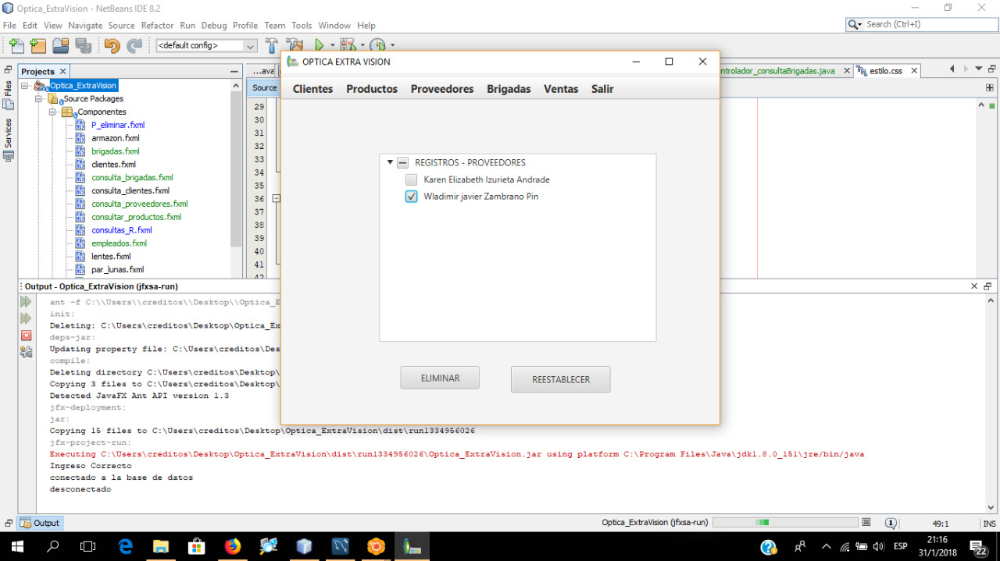 Optica_ExtraVision - NetBeans IDE 8.2
File Edit View Navigate Source Refactor Run Debug Profile Team Tools Window Help
Search (Ctrl+I)
<default config>
Projects
Files
Services
Optica_ExtraVision
Source Packages
Componentes
P_eliminar.fxml
armazon.fxml
brigadas.fxml
clientes.fxml
consulta_brigadas.fxml
consulta_clientes.fxml
consulta_proveedores.fxml
consultar_productos.fxml
consultas_R.fxml
empleados.fxml
lentes.fxml
par_lunas.fxml
...ava
ntrolador_consultaBrigadas.java
estilo.css
Source
29
30
31
32
33
34
35
36
37
38
39
40
41
42
OPTICA EXTRA VISION
Clientes Productos Proveedores Brigadas Ventas Salir
REGISTROS - PROVEEDORES
Karen Elizabeth Izurieta Andrade
Wladimir javier Zambrano Pin
ELIMINAR
REESTABLECER
Output - Optica_ExtraVision (jfxsa-run)
ant -f C:\\Users\\creditos\\Desktop\\Optica_E
init:
Deleting: C:\Users\creditos\Desktop\Optica_Ex
deps-jar:
Updating property file: C:\Users\creditos\Des
compile:
Deleting directory C:\Users\creditos\Desktop\
Copying 3 files to C:\Users\creditos\Desktop\
Detected JavaFX Ant API version 1.3
jfx-deployment:
jar:
Copying 15 files to C:\Users\creditos\Desktop\Optica_ExtraVision\dist\run1334956026
jfx-project-run:
Executing C:\Users\creditos\Desktop\Optica_ExtraVision\dist\run1334956026\Optica_ExtraVision.jar using platform C:\Program Files\Java\jdk1.8.0_151\jre/bin/java
Ingreso Correcto
conectado a la base de datos
desconectado
Output
Optica_ExtraVision (jfxsa-run)
1
49:1
INS
ESP
21:16
31/1/2018
22